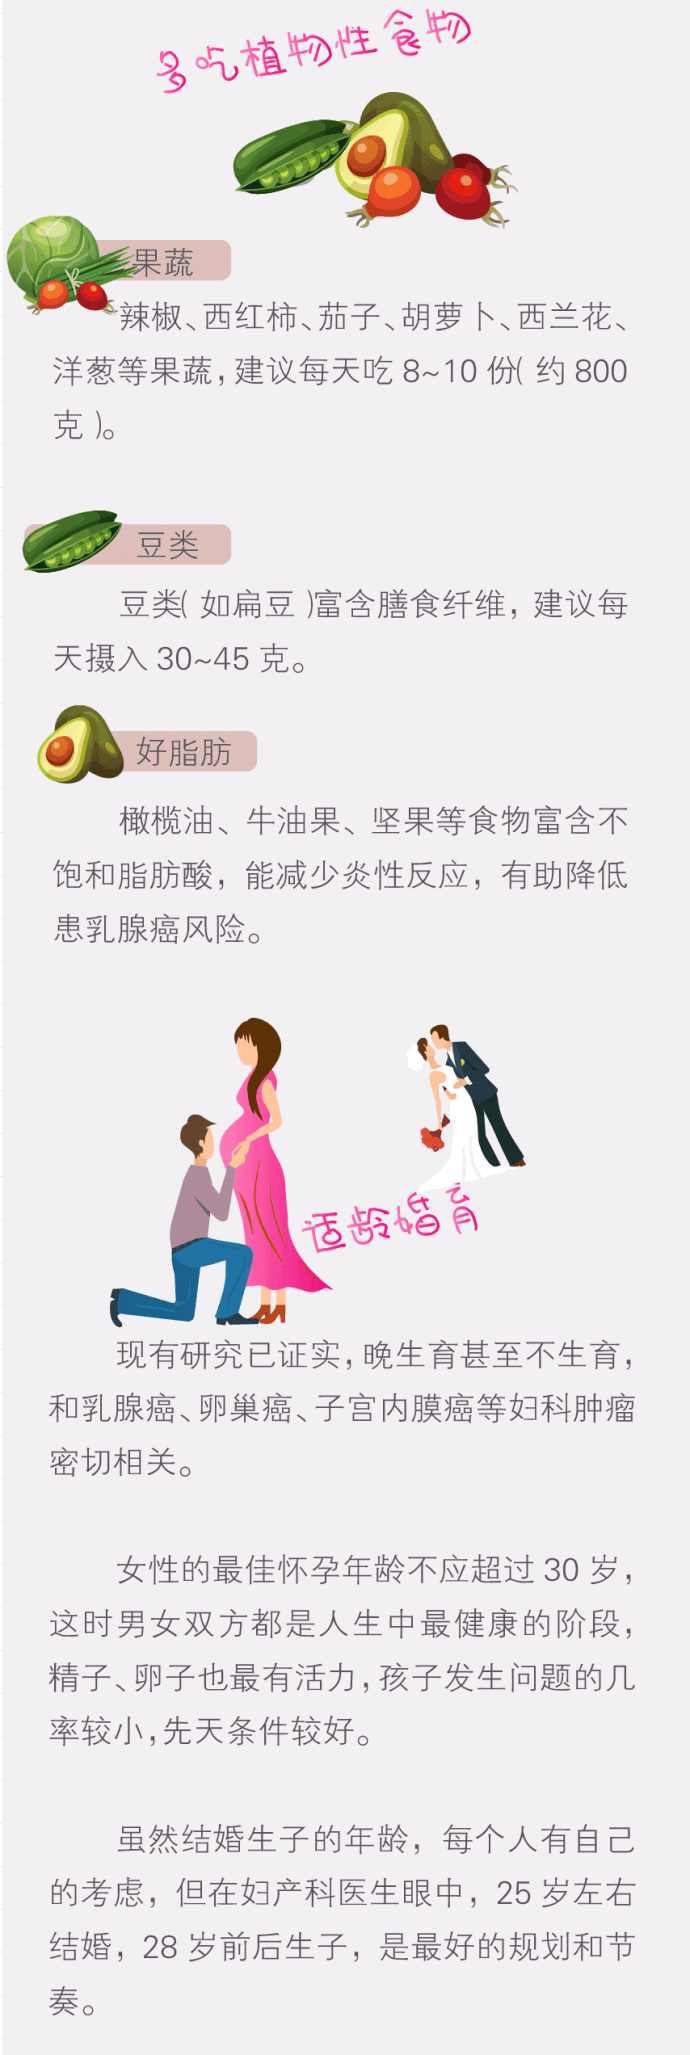 多吃植物性食物
果蔬
辣椒、西红柿、茄子、胡萝卜、西兰花、
洋葱等果蔬，建议每天吃 8~10 份（约 800
克）。
豆类
豆类（如扁豆）富含膳食纤维，建议每
天摄入 30~45 克。
好脂肪
橄榄油、牛油果、坚果等食物富含不
饱和脂肪酸，能减少炎性反应，有助降低
患乳腺癌风险。
适龄婚育
现有研究已证实，晚生育甚至不生育，
和乳腺癌、卵巢癌、子宫内膜癌等妇科肿瘤
密切相关。
女性的最佳怀孕年龄不应超过 30 岁，
这时男女双方都是人生中最健康的阶段，
精子、卵子也最有活力，孩子发生问题的几
率较小，先天条件较好。
虽然结婚生子的年龄，每个人有自己
的考虑，但在妇产科医生眼中，25 岁左右
结婚，28 岁前后生子，是最好的规划和节
奏。